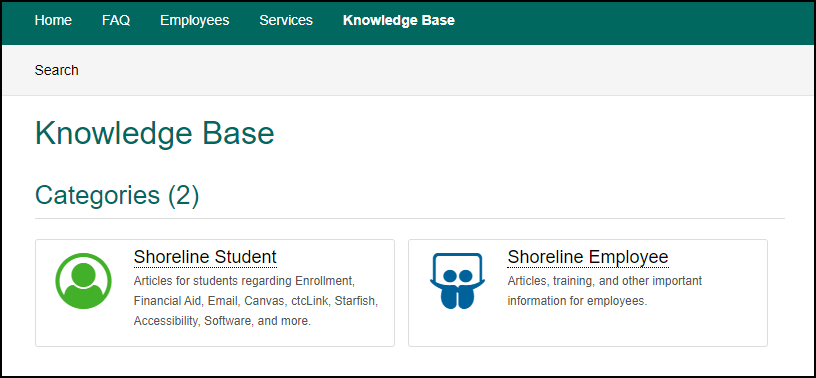 Home FAQ Employees Services Knowledge Base
Search
Knowledge Base
Categories (2)
Shoreline Student
Articles for students regarding Enrollment,
Financial Aid, Email, Canvas, ctcLink, Starfish,
Accessibility, Software, and more.
Shoreline Employee
Articles, training, and other important
information for employees.